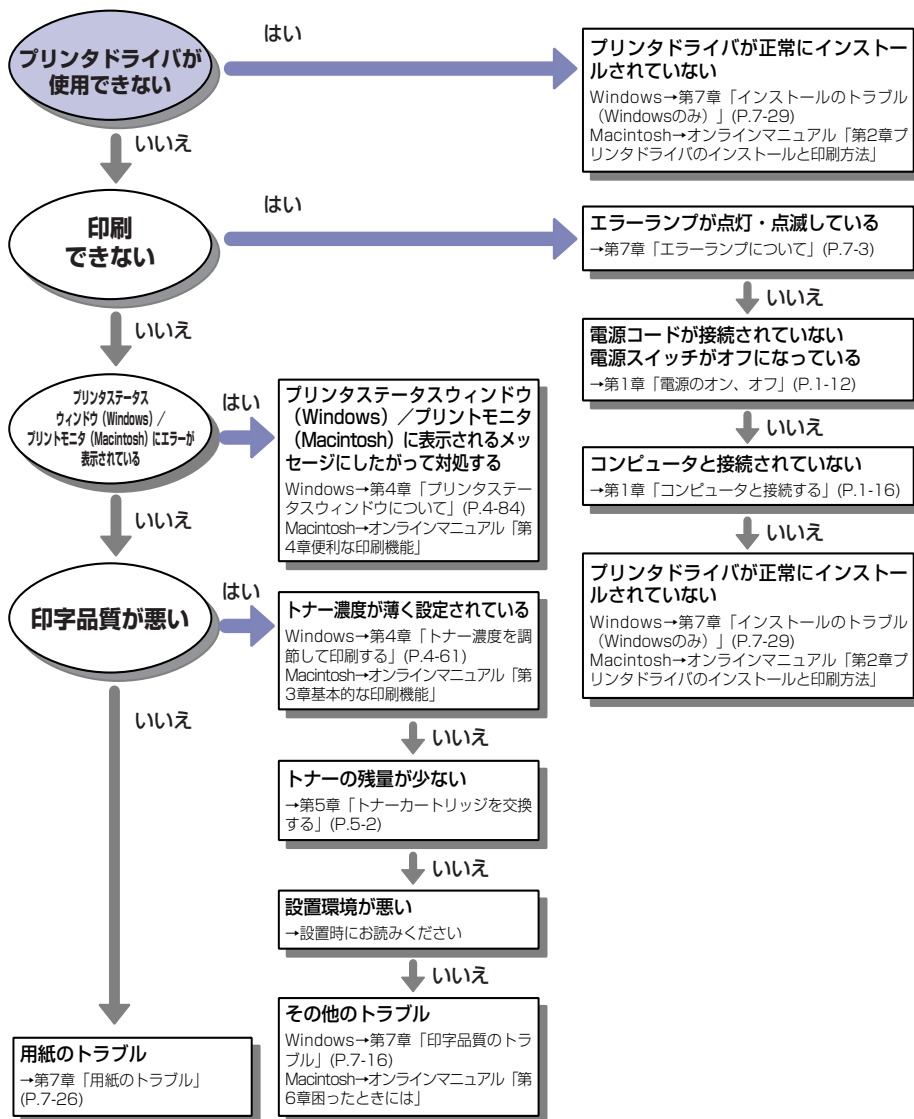 プリンタドライバが
使用できない
はい
プリンタドライバが正常にインストー
ルされていない
Windows→第7章「インストールのトラブル
（Windowsのみ）」(P.7-29)
Macintosh→オンラインマニュアル「第2章プ
リンタドライバのインストールと印刷方法」
いいえ
印刷
できない
はい
エラーランプが点灯・点滅している
→第7章「エラーランプについて」(P.7-3)
いいえ
電源コードが接続されていない
電源スイッチがオフになっている
→第1章「電源のオン、オフ」(P.1-12)
いいえ
コンピュータと接続されていない
→第1章「コンピュータと接続する」(P.1-16)
いいえ
プリンタドライバが正常にインストー
ルされていない
Windows→第7章「インストールのトラブル
（Windowsのみ）」(P.7-29)
Macintosh→オンラインマニュアル「第2章プ
リンタドライバのインストールと印刷方法」
いいえ
プリンタステータス
ウィンドウ（Windows）／
プリントモニタ（Macintosh）にエラーが
表示されている
はい
プリンタステータスウィンドウ
（Windows）／プリントモニタ
（Macintosh）に表示されるメッ
セージにしたがって対処する
Windows→第4章「プリンタステー
タスウィンドウについて」(P.4-84)
Macintosh→オンラインマニュアル「第
4章便利な印刷機能」
いいえ
印字品質が悪い
はい
トナー濃度が薄く設定されている
Windows→第4章「トナー濃度を調
節して印刷する」(P.4-61)
Macintosh→オンラインマニュアル「第
3章基本的な印刷機能」
いいえ
トナーの残量が少ない
→第5章「トナーカートリッジを交換
する」(P.5-2)
いいえ
設置環境が悪い
→設置時にお読みください
いいえ
その他のトラブル
Windows→第7章「印字品質のトラ
ブル」(P.7-16)
Macintosh→オンラインマニュアル「第
6章困ったときには」
いいえ
用紙のトラブル
→第7章「用紙のトラブル」
(P.7-26)